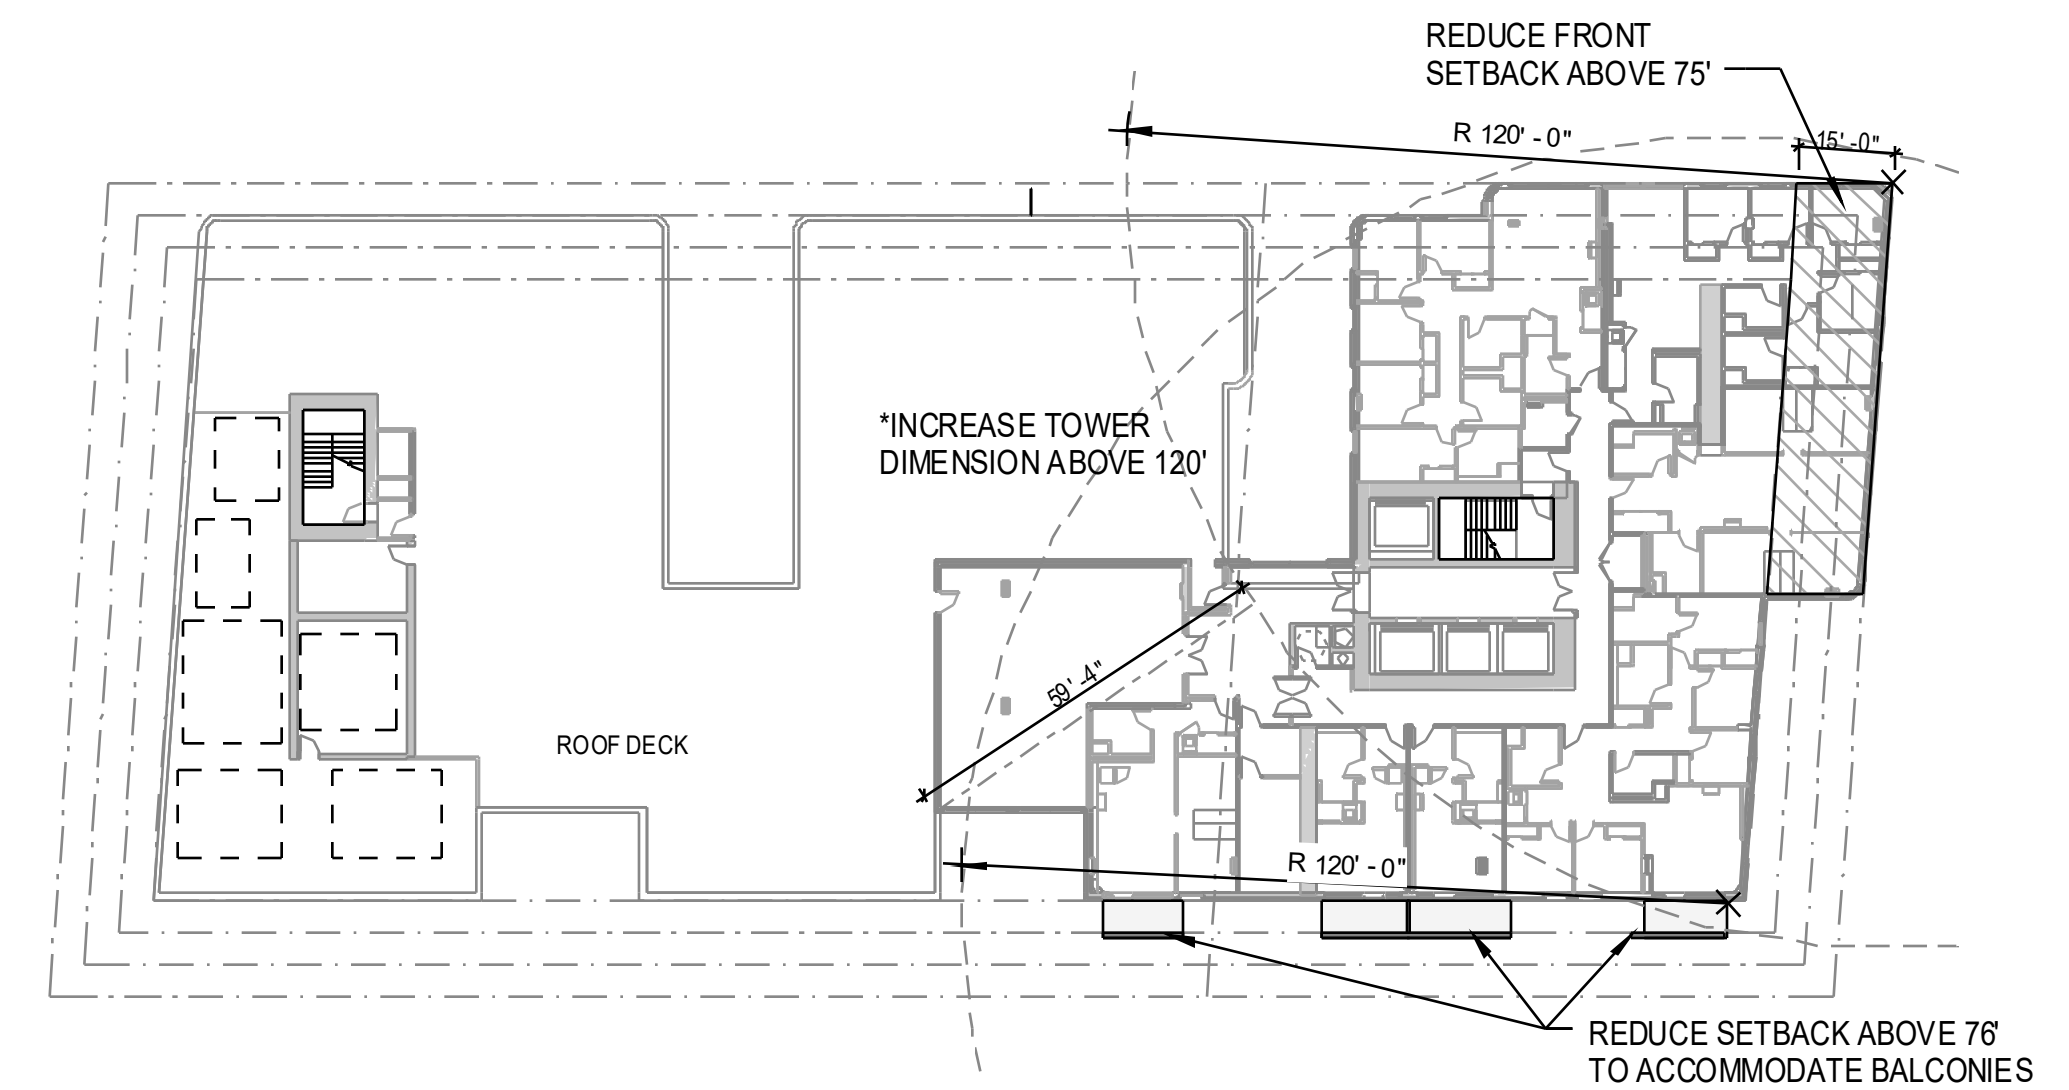 REDUCE FRONT
SETBACK ABOVE 75'
R 120' - 0"
15' -0"
*INCREASE TOWER
DIMENSION ABOVE 120'
59' -4"
ROOF DECK
R 120' - 0"
REDUCE SETBACK ABOVE 76'
TO ACCOMMODATE BALCONIES